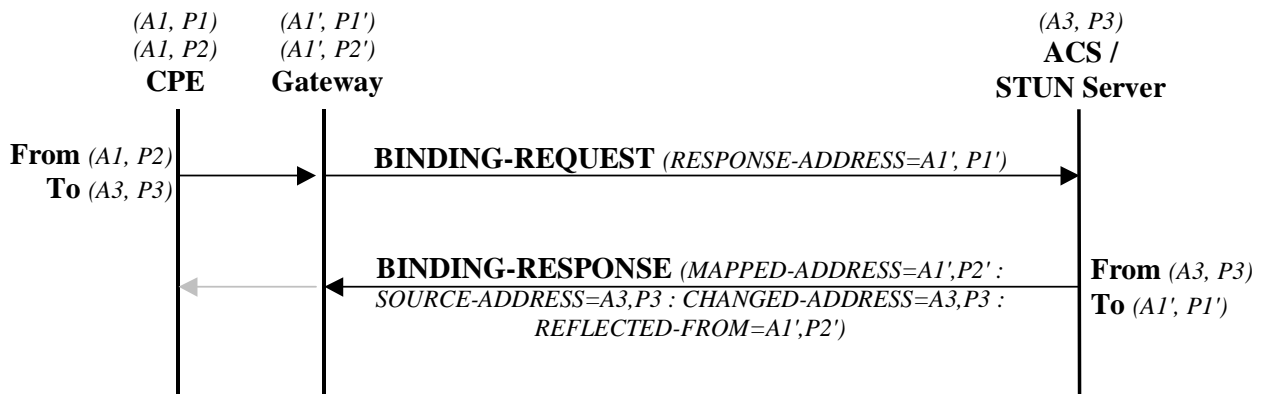 (A1, P1)
(A1, P2)
CPE
(A1', P1')
(A1', P2')
Gateway
(A3, P3)
ACS /
STUN Server
From (A1, P2)
To (A3, P3)
BINDING-REQUEST (RESPONSE-ADDRESS=A1', P1')
BINDING-RESPONSE (MAPPED-ADDRESS=A1',P2' :
SOURCE-ADDRESS=A3,P3 : CHANGED-ADDRESS=A3,P3 :
REFLECTED-FROM=A1',P2')
From (A3, P3)
To (A1', P1')